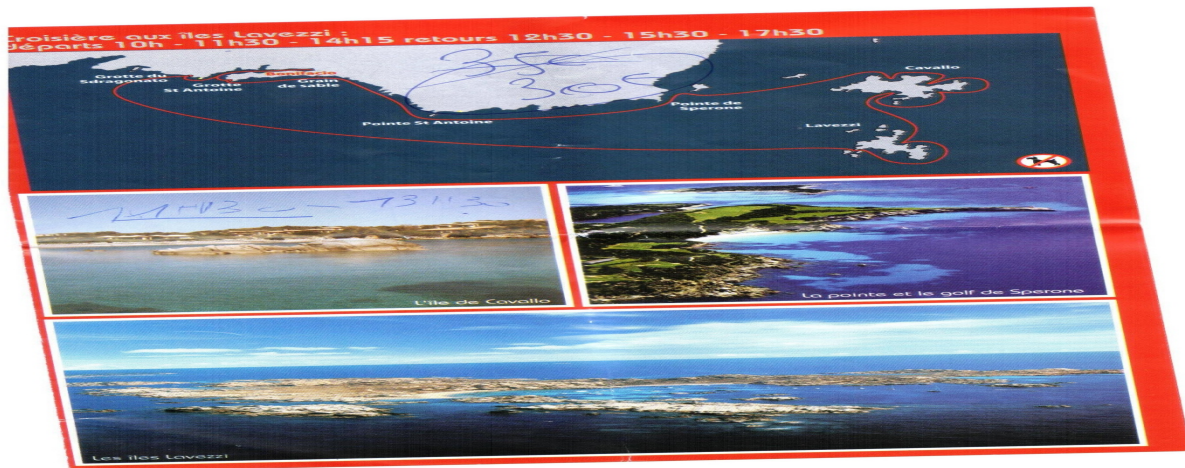 Croisière aux îles Lavezzi :
départs 10h - 11h30 - 14h15 retours 12h30 - 15h30 - 17h30
35€
30€
Grotte du
Sdragonato
Grotte
St Antoine
Bonifacio
Grain
de sable
Pointe St Antoine
Pointe de
Sperone
Cavallo
Lavezzi
L'île de Cavallo
La pointe et le golf de Sperone
Les îles Lavezzi